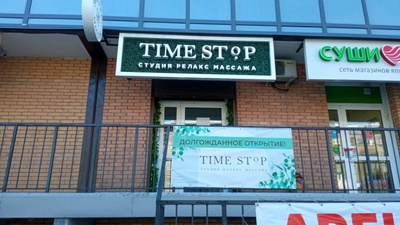 TIME STOP
СТУДИЯ РЕЛАКС МАССАЖА
СУШИ
сеть магазинов
ДОЛГОЖДАННОЕ ОТКРЫТИЕ!
TIME STOP
СТУДИЯ РЕЛАКС МАССАЖА